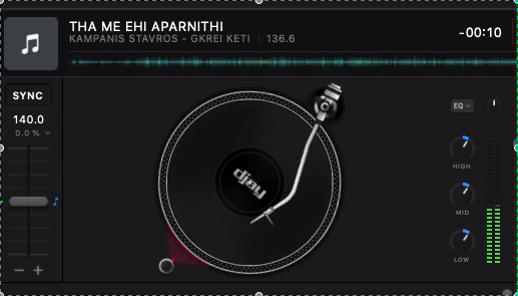 THA ME EHI APARNITHI
KAMPANIS STAVROS - GKREI KETI | 136.6
-00:10
SYNC
140.0
0.0 %
EQ
HIGH
MID
LOW
djay